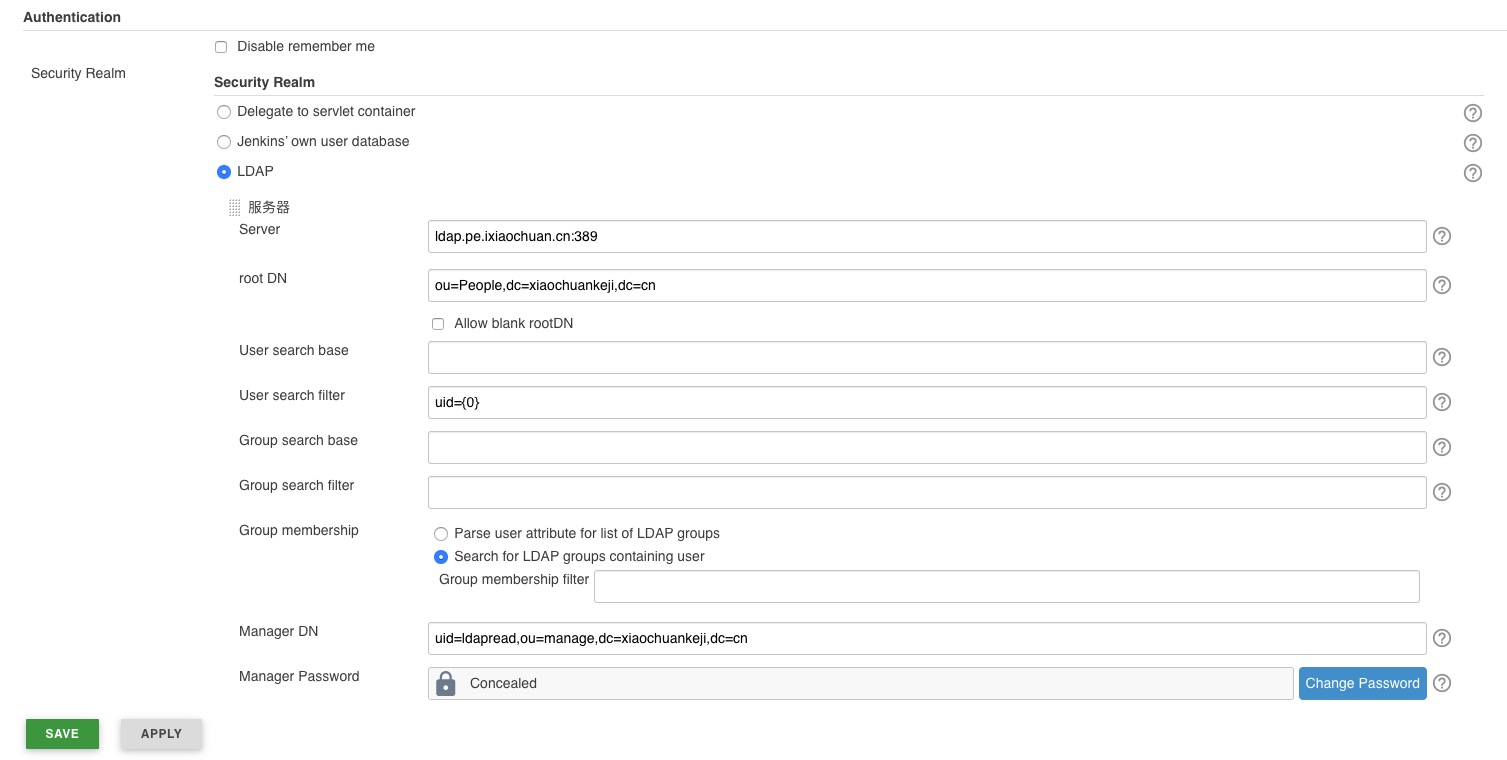 Authentication
Disable remember me
Security Realm
Security Realm
Delegate to servlet container
Jenkins’ own user database
LDAP
服务器
Server
ldap.pe.ixiaochuan.cn:389
root DN
ou=People,dc=xiaochuankeji,dc=cn
Allow blank rootDN
User search base
User search filter
uid={0}
Group search base
Group search filter
Group membership
Parse user attribute for list of LDAP groups
Search for LDAP groups containing user
Group membership filter
Manager DN
uid=ldapread,ou=manage,dc=xiaochuankeji,dc=cn
Manager Password
Concealed
Change Password
SAVE
APPLY